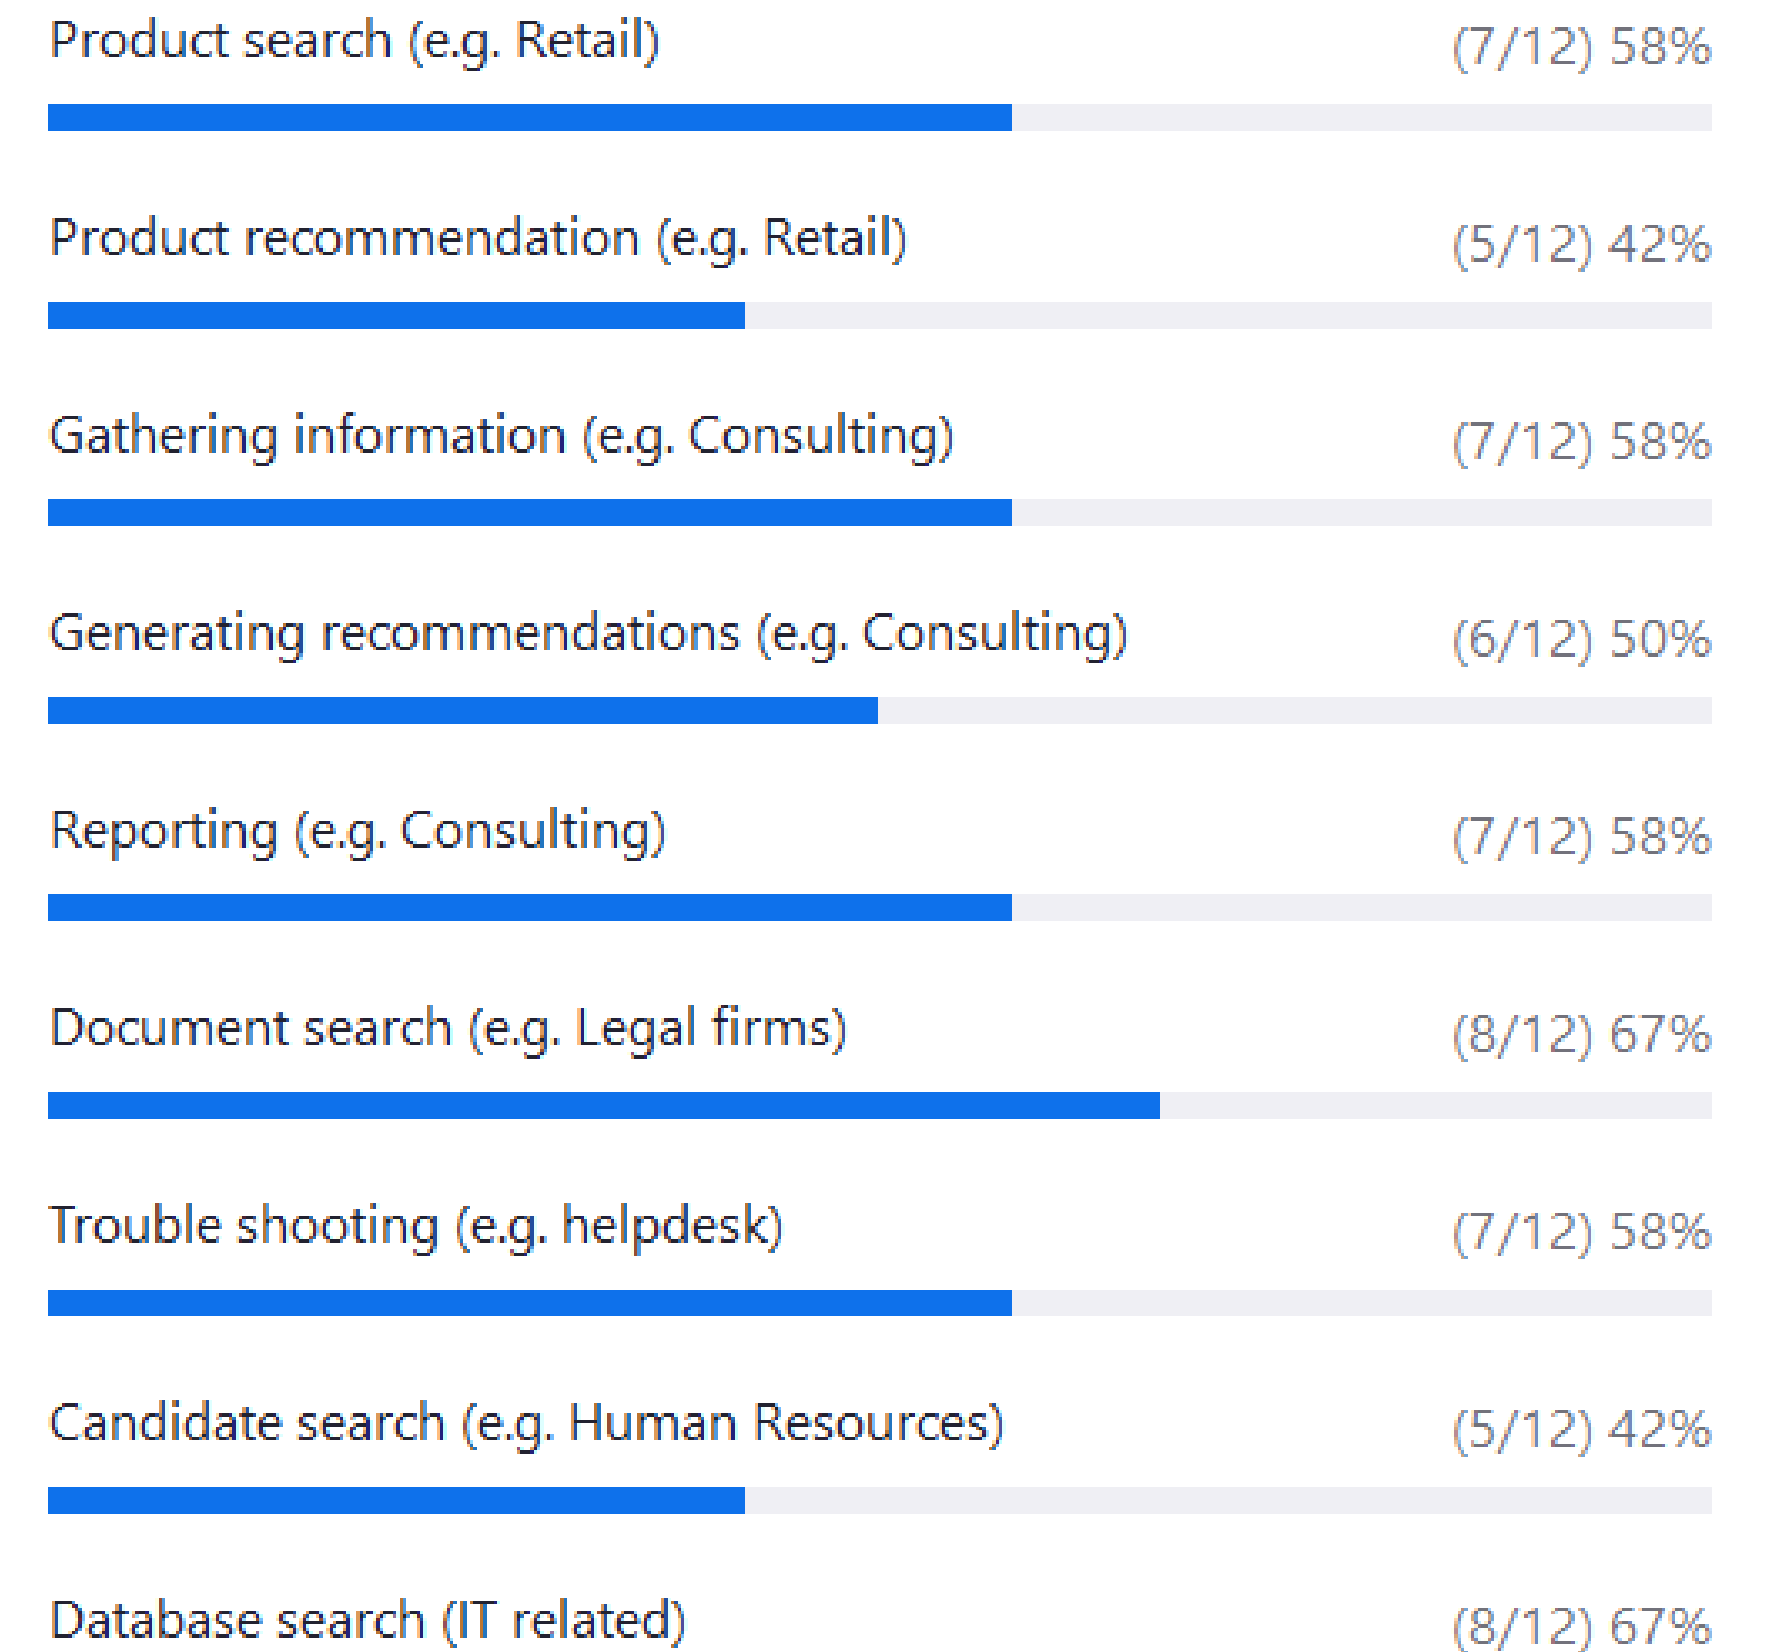 Product search (e.g. Retail) (7/12) 58%
Product recommendation (e.g. Retail) (5/12) 42%
Gathering information (e.g. Consulting) (7/12) 58%
Generating recommendations (e.g. Consulting) (6/12) 50%
Reporting (e.g. Consulting) (7/12) 58%
Document search (e.g. Legal firms) (8/12) 67%
Trouble shooting (e.g. helpdesk) (7/12) 58%
Candidate search (e.g. Human Resources) (5/12) 42%
Database search (IT related) (8/12) 67%